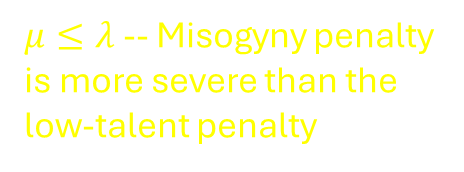 μ ≤ λ -- Misogyny penalty
is more severe than the
low-talent penalty